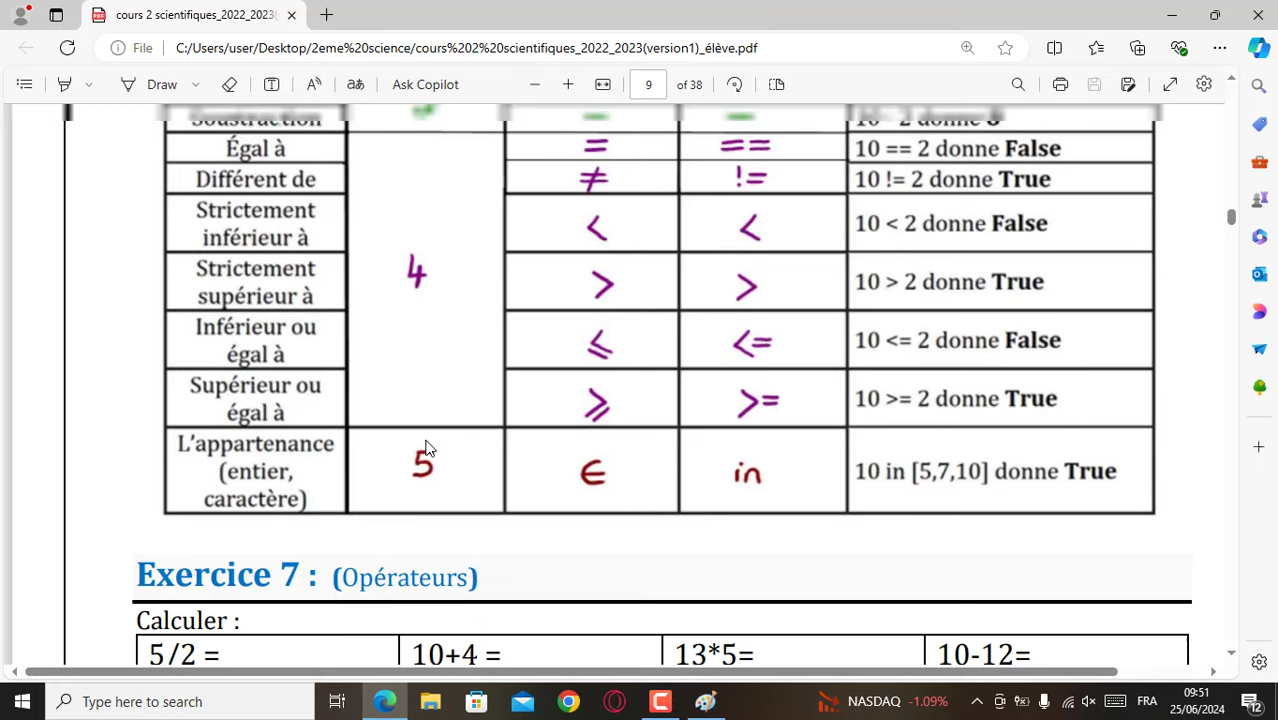 cours 2 scientifiques_2022_2023(
File
C:/Users/user/Desktop/2eme%20science/cours%202%20scientifiques_2022_2023(version1)_élève.pdf
Draw
Ask Copilot
9 of 38
Soustraction - - 10 - 2 donne 8
Égal à = == 10 == 2 donne False
Différent de ≠ != 10 != 2 donne True
Strictement
inférieur à < < 10 < 2 donne False
Strictement
supérieur à > > 10 > 2 donne True
4
Inférieur ou
égal à ≤ <= 10 <= 2 donne False
Supérieur ou
égal à ≥ >= 10 >= 2 donne True
L'appartenance
(entier,
caractère) 5 ∈ in 10 in [5,7,10] donne True
Exercice 7 : (Opérateurs)
Calculer :
5/2 = 10+4 = 13*5= 10-12=
Type here to search
NASDAQ -1.09%
FRA
09:51
25/06/2024
12